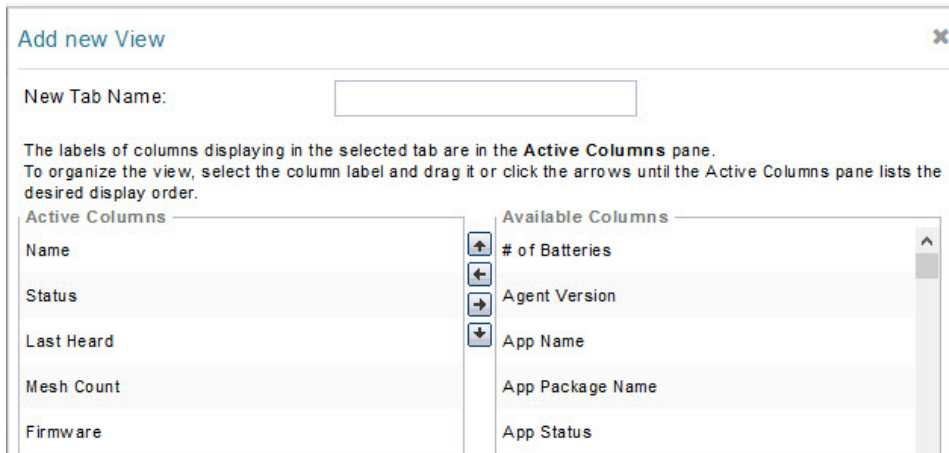 Add new View
New Tab Name:
The labels of columns displaying in the selected tab are in the Active Columns pane.
To organize the view, select the column label and drag it or click the arrows until the Active Columns pane lists the
desired display order.
Active Columns
Name
Status
Last Heard
Mesh Count
Firmware
Available Columns
# of Batteries
Agent Version
App Name
App Package Name
App Status